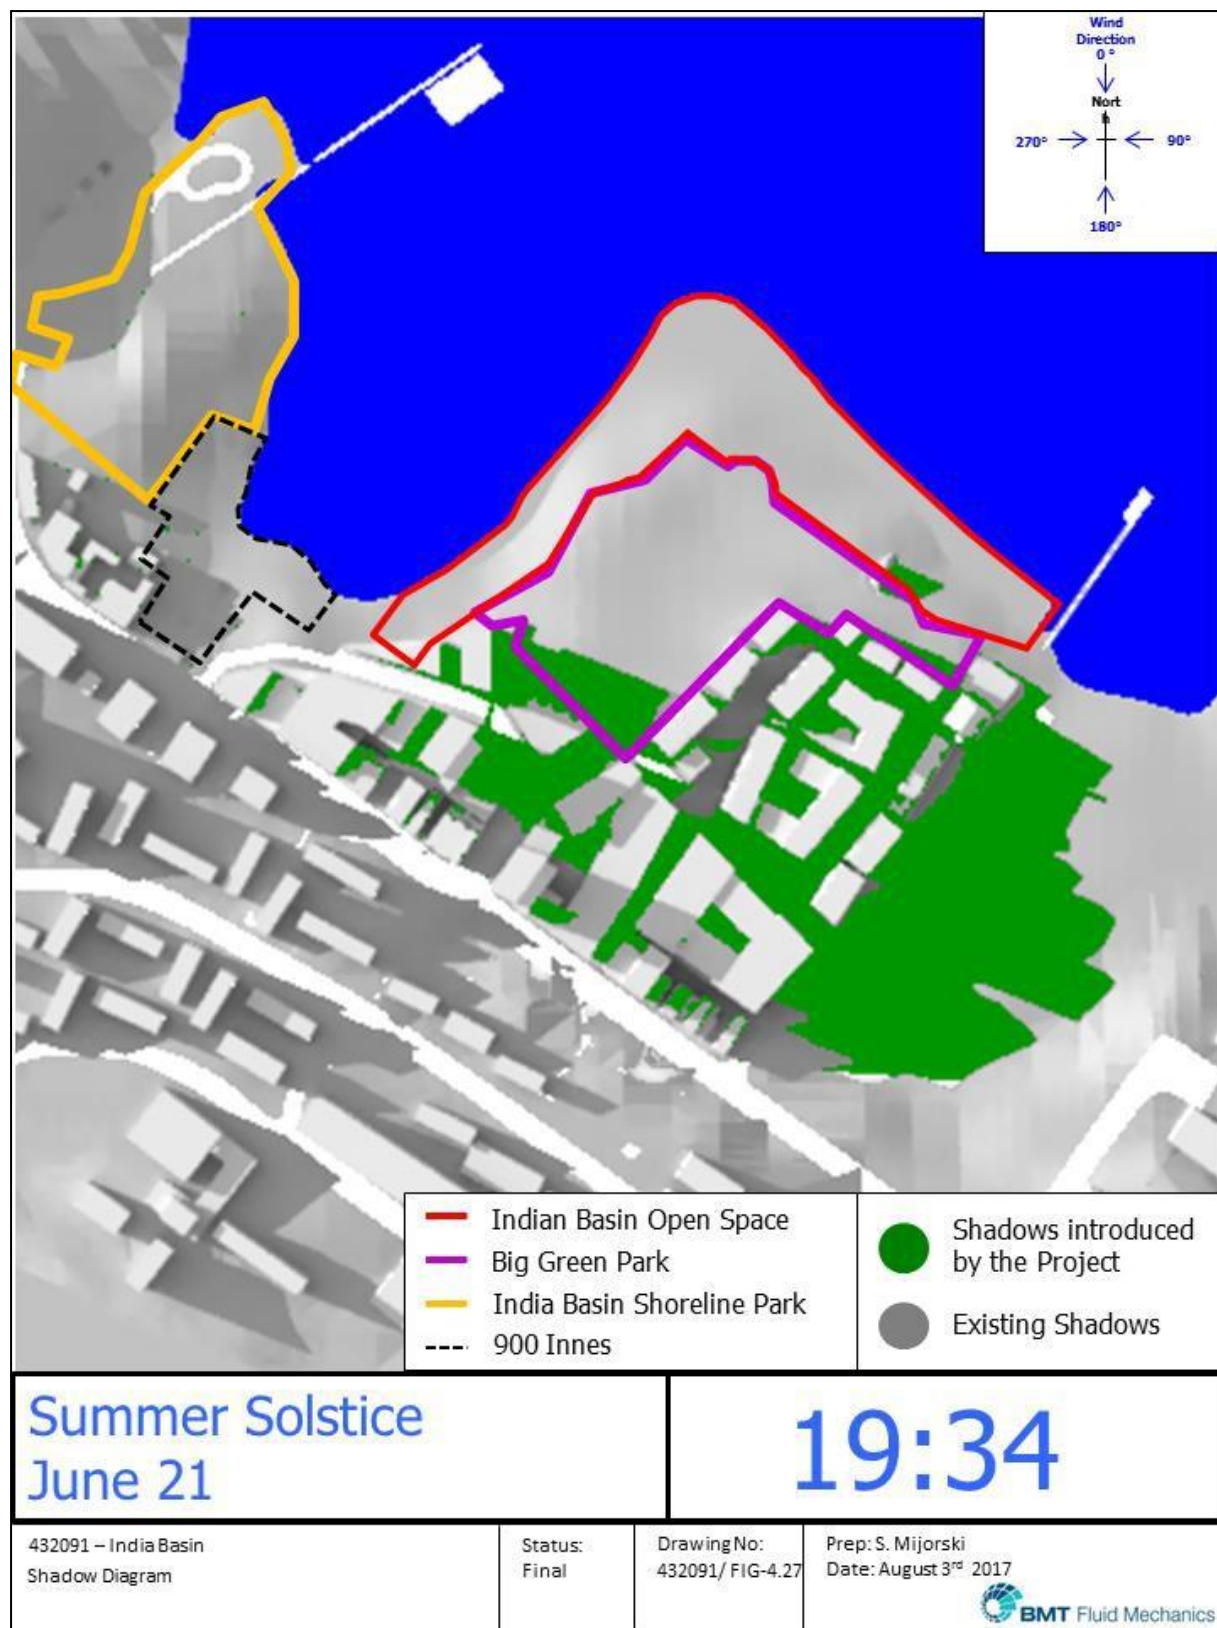 Wind
Direction
0 °
Nort
h
270°
90°
180°
Indian Basin Open Space
Big Green Park
India Basin Shoreline Park
900 Innes
Shadows introduced
by the Project
Existing Shadows
Summer Solstice
June 21
19:34
432091 – India Basin
Shadow Diagram
Status:
Final
Drawing No:
432091/ FIG-4.27
Prep: S. Mijorski
Date: August 3rd 2017
BMT Fluid Mechanics